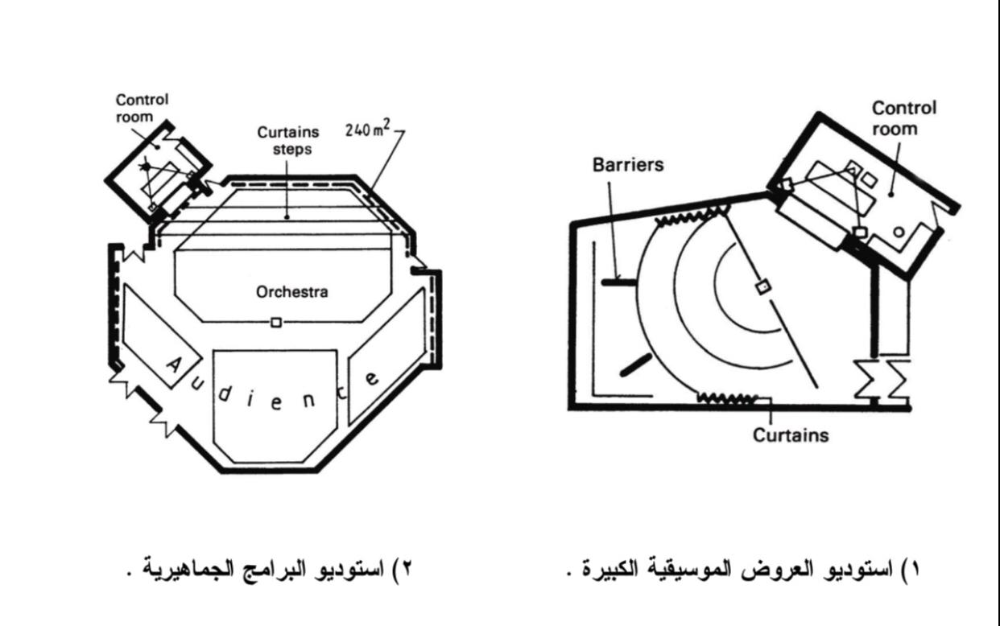 Control
room
Curtains
steps
240 m²
Orchestra
Audience
٢) استوديو البرامج الجماهيرية .
Control
room
Barriers
Curtains
١) استوديو العروض الموسيقية الكبيرة .